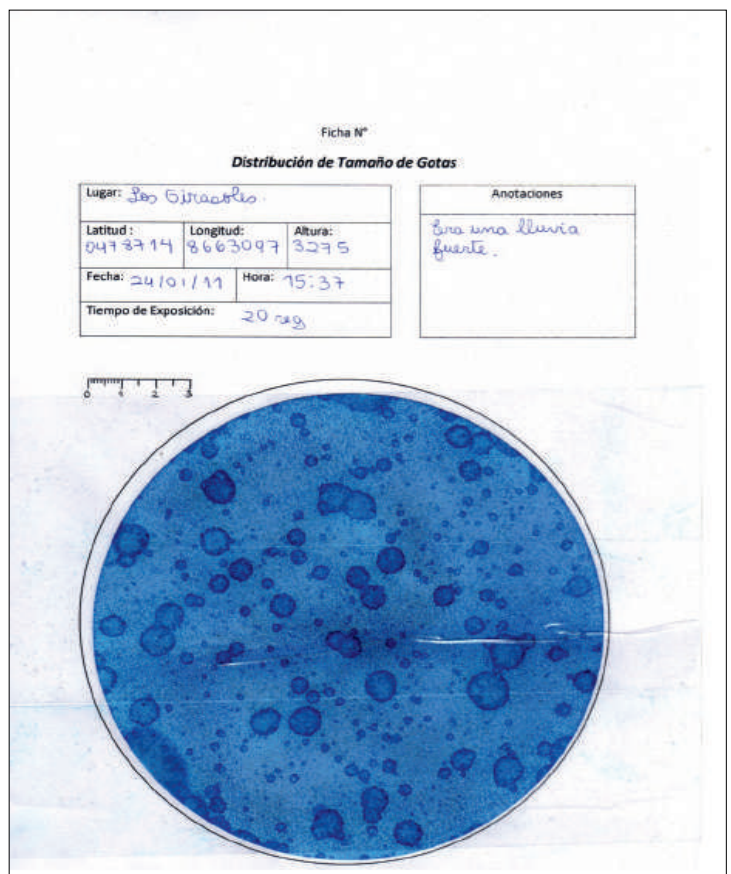 Ficha N°
Distribución de Tamaño de Gotas
Lugar: Los Girasoles.
Anotaciones
Era una lluvia
fuerte.
Latitud: Longitud: Altura:
0478714 8663097 3275
Fecha: 24/01/11 Hora: 15:37
Tiempo de Exposición: 20 seg
0 1 2 3